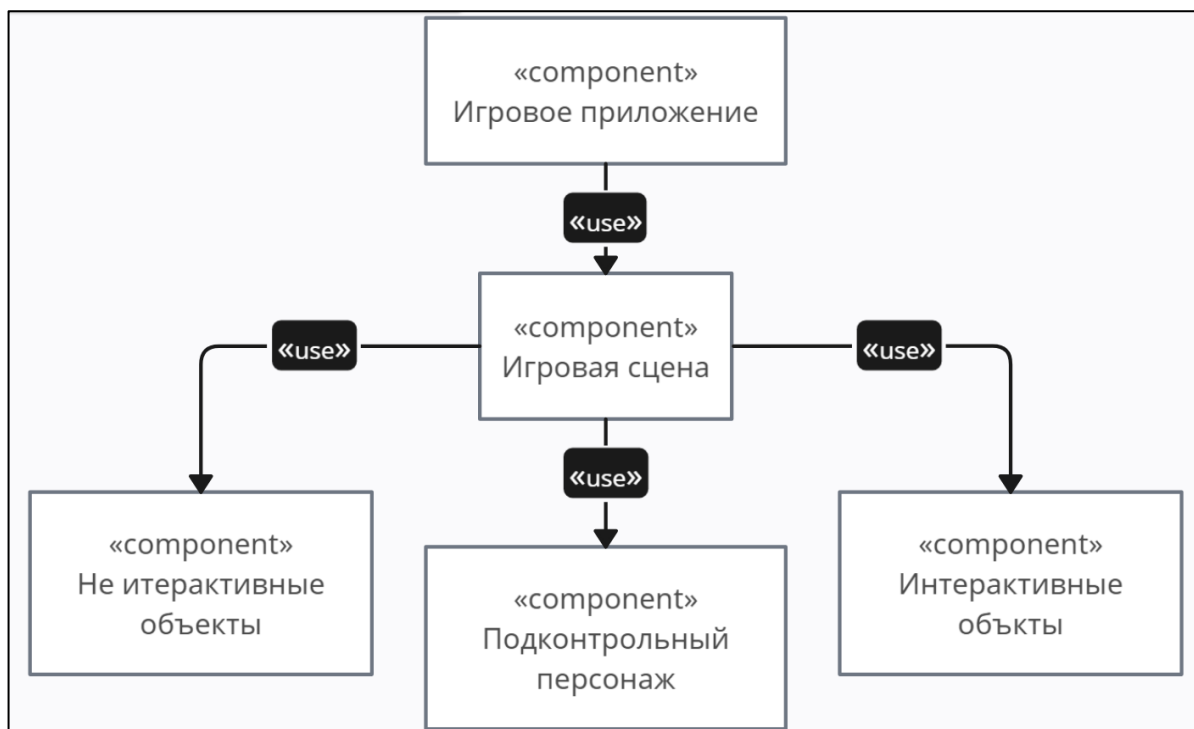 «component»
Игровое приложение
«use»
«component»
Игровая сцена
«use»
«use»
«use»
«component»
Не итерактивные
объекты
«component»
Подконтрольный
персонаж
«component»
Интерактивные
объкты